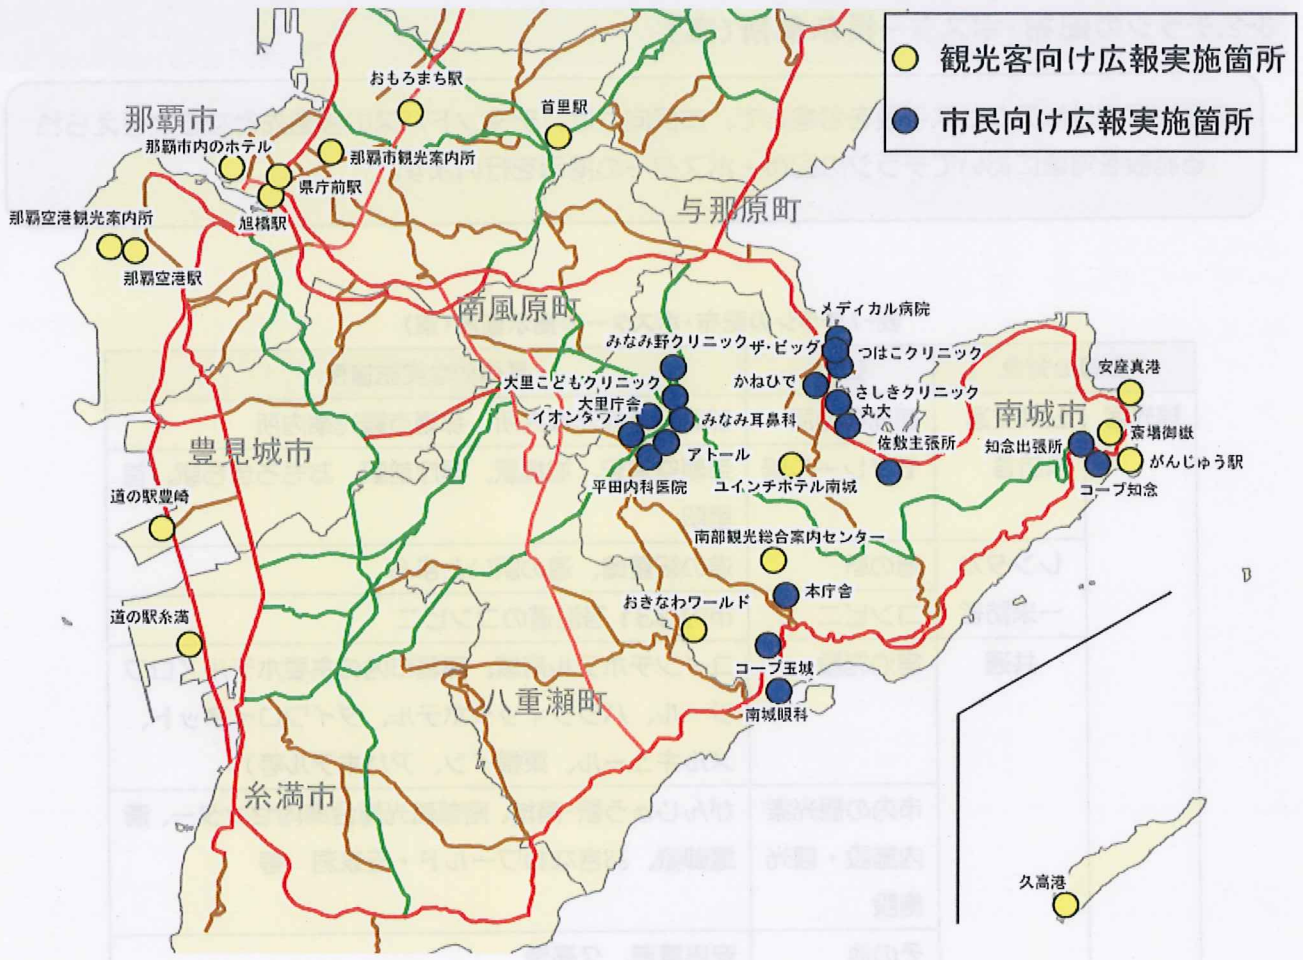 観光客向け広報実施箇所
市民向け広報実施箇所
おもろまち駅
首里駅
那覇市
那覇市内のホテル
那覇市観光案内所
県庁前駅
旭橋駅
那覇空港観光案内所
那覇空港駅
与那原町
南風原町
メディカル病院
みなみ野クリニック
ザ・ビッグ
つはこクリニック
大里こどもクリニック
かねひで
さしきクリニック
安座真港
大里庁舎
丸大
南城市
イオンタウン
みなみ耳鼻科
佐敷主張所
知念出張所
斎場御嶽
豊見城市
アトール
がんじゅう駅
平田内科医院
ユインチホテル南城
コープ知念
道の駅豊崎
南部観光総合案内センター
本庁舎
おきなわワールド
道の駅糸満
コープ玉城
八重瀬町
南城眼科
糸満市
久高港